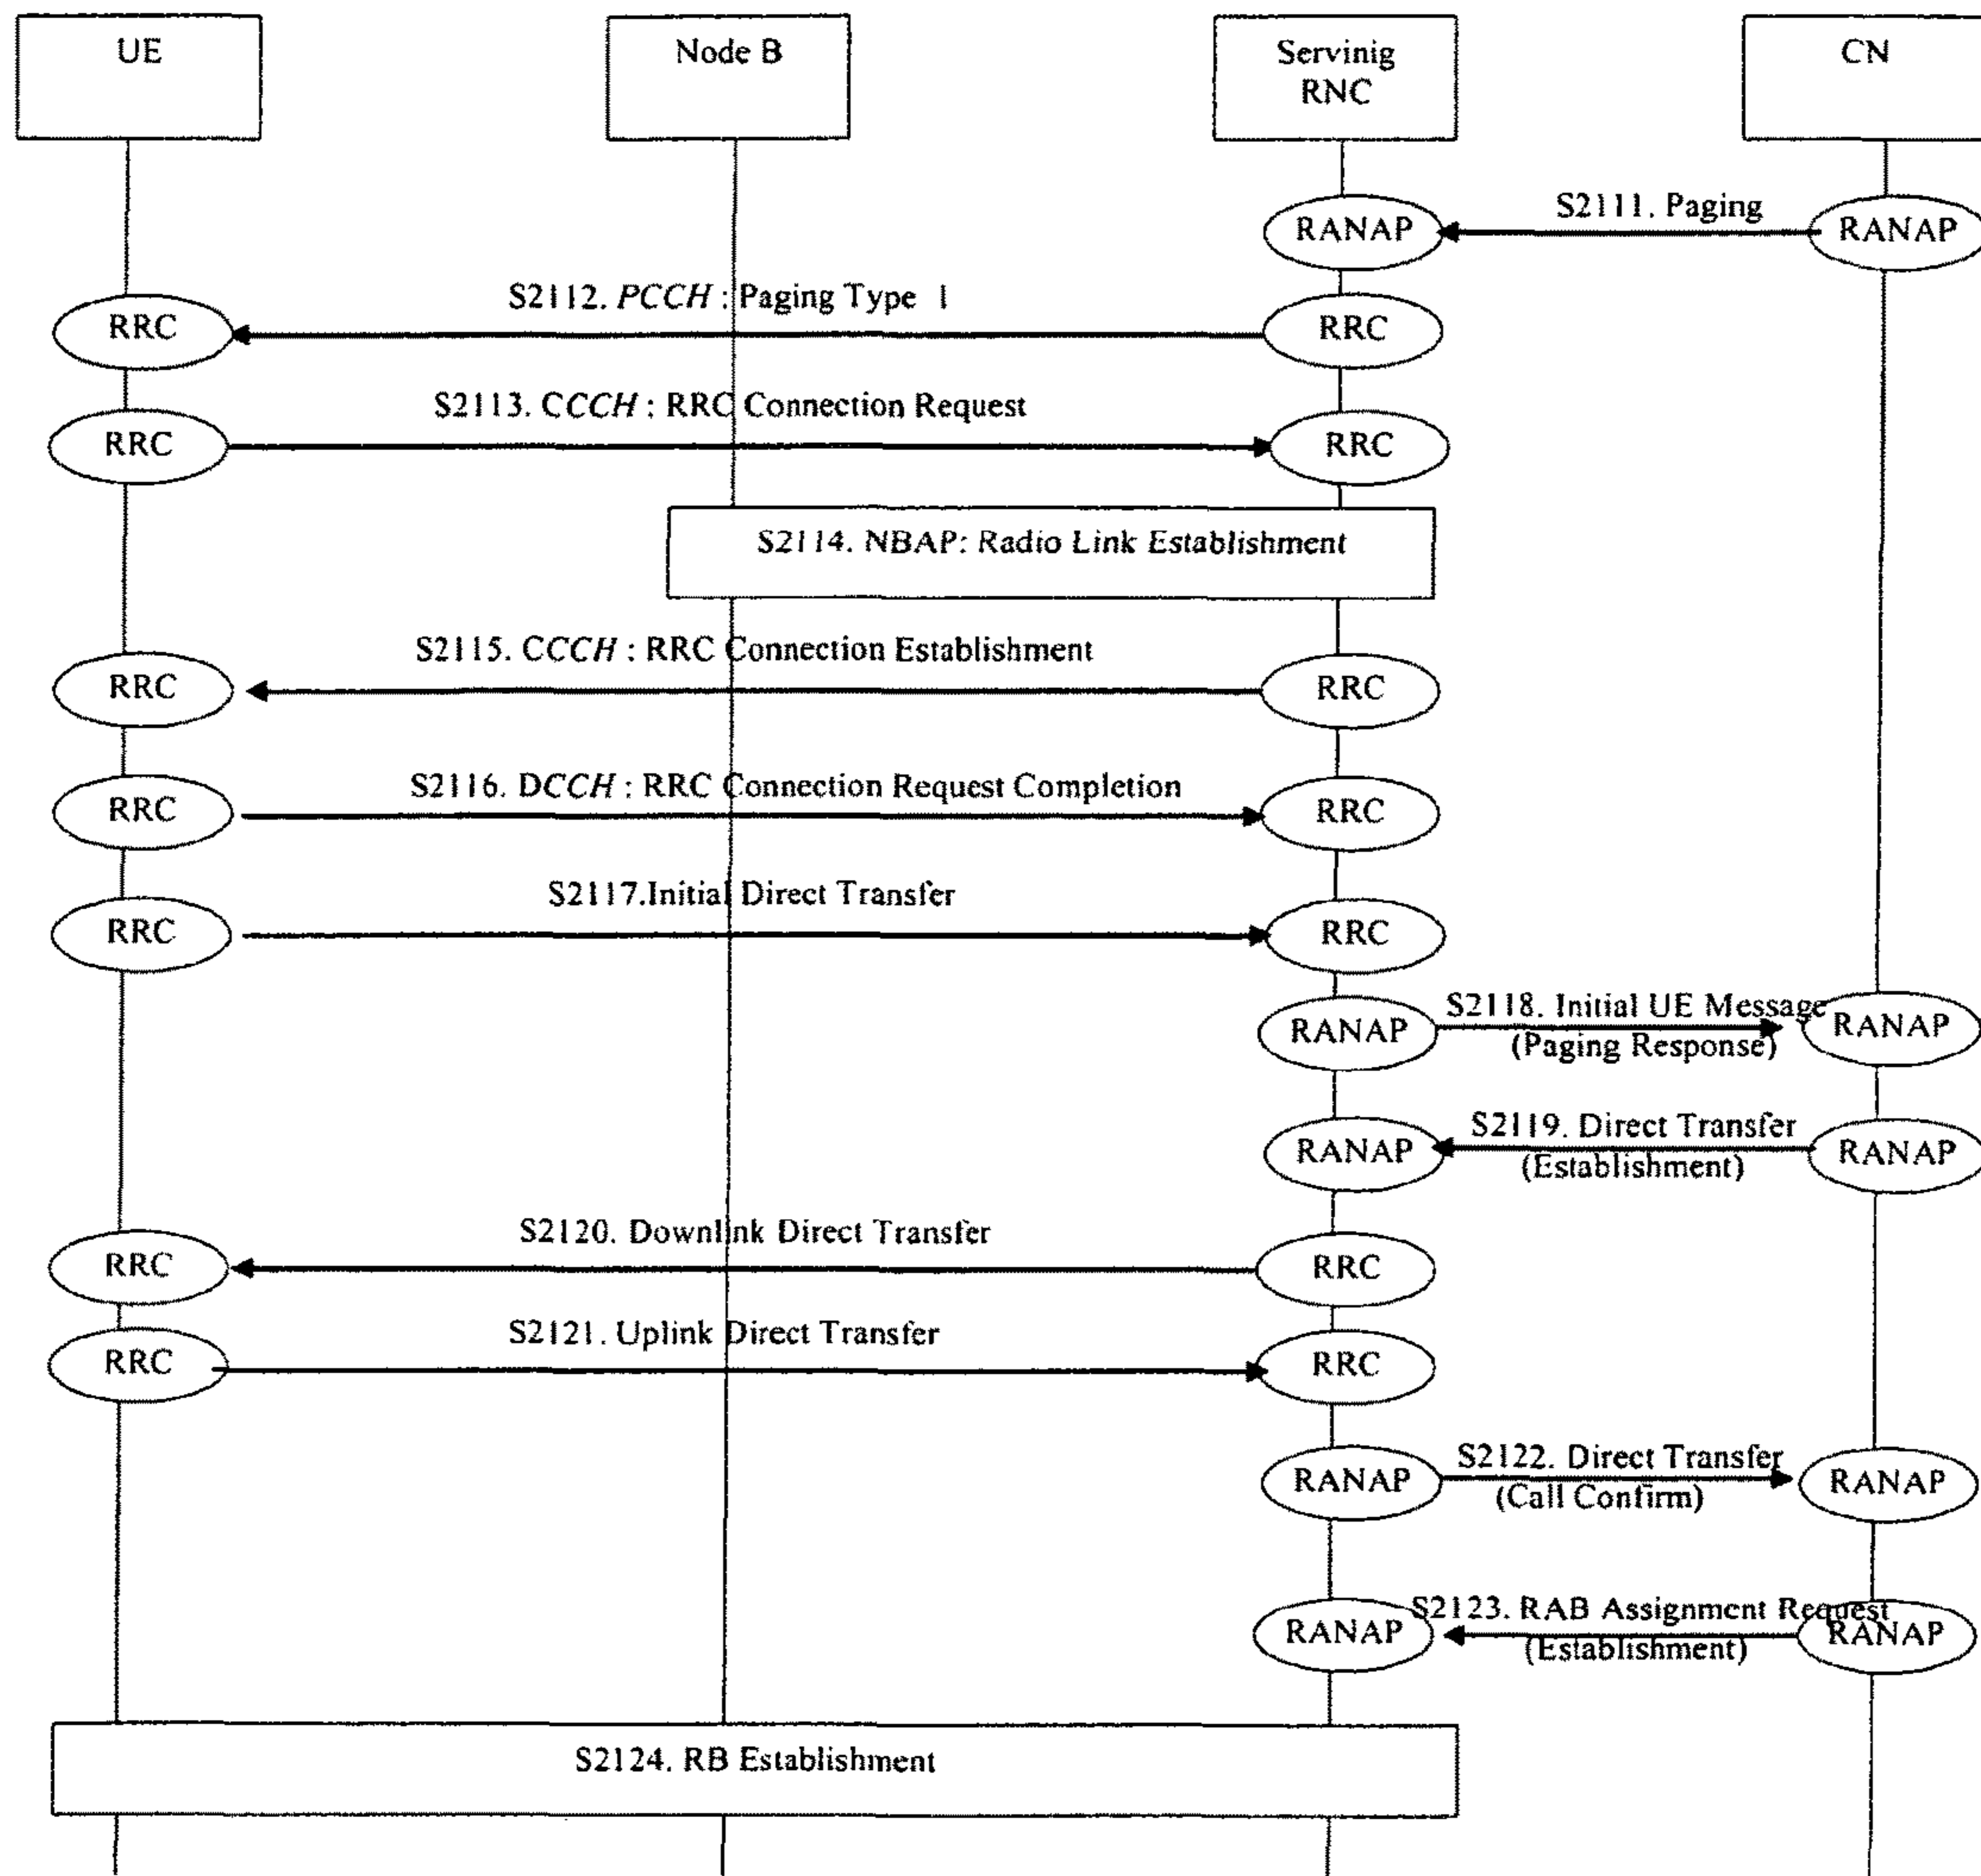 UE
Node B
Servinig
RNC
CN
S2111. Paging
RANAP
RANAP
S2112. PCCH : Paging Type 1
RRC
RRC
S2113. CCCH : RRC Connection Request
RRC
RRC
S2114. NBAP: Radio Link Establishment
S2115. CCCH : RRC Connection Establishment
RRC
RRC
S2116. DCCH : RRC Connection Request Completion
RRC
RRC
S2117.Initial Direct Transfer
RRC
RRC
S2118. Initial UE Message
RANAP
RANAP
(Paging Response)
S2119. Direct Transfer
RANAP
RANAP
(Establishment)
S2120. Downlink Direct Transfer
RRC
RRC
S2121. Uplink Direct Transfer
RRC
RRC
S2122. Direct Transfer
RANAP
RANAP
(Call Confirm)
S2123. RAB Assignment Request
RANAP
RANAP
(Establishment)
S2124. RB Establishment